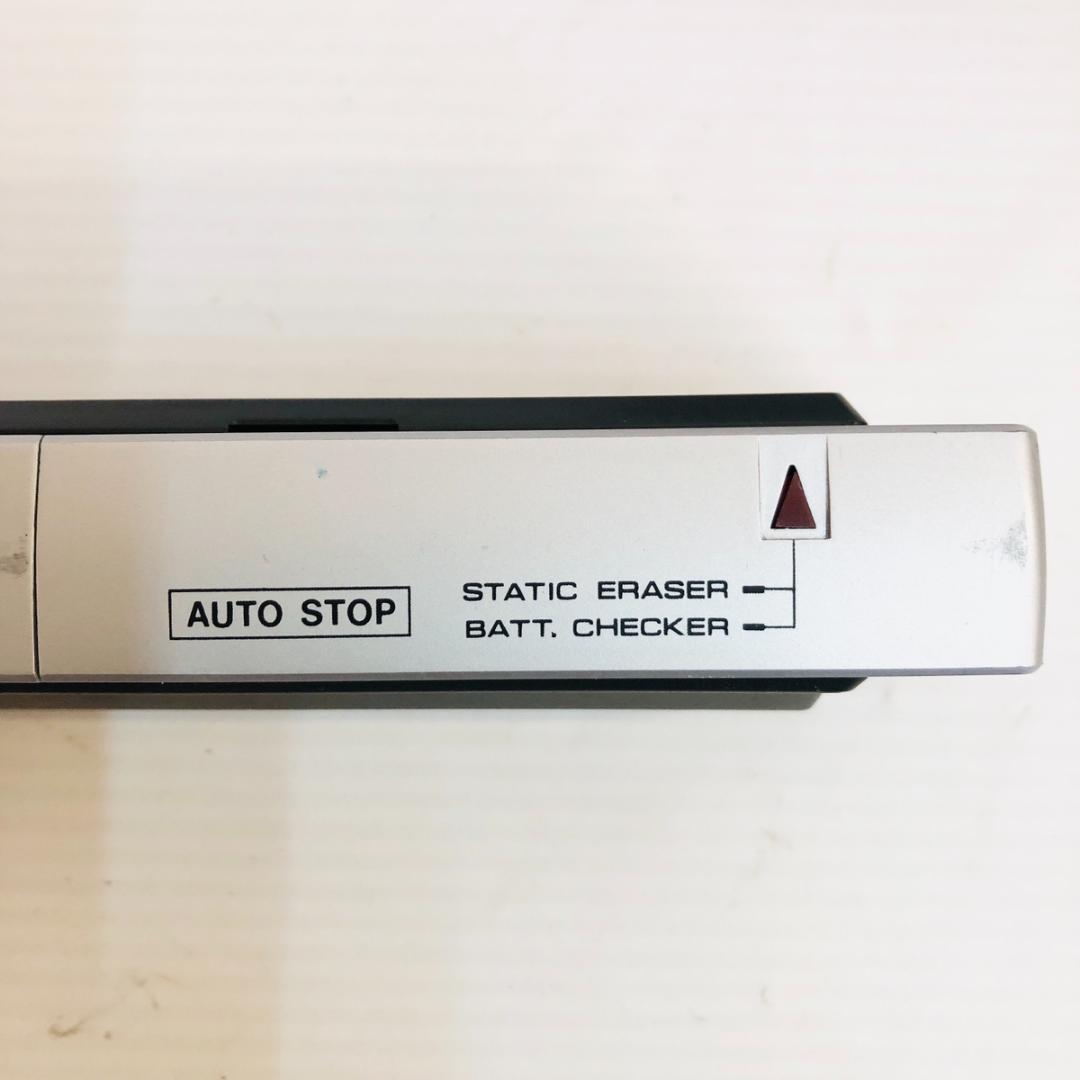 AUTO STOP
STATIC ERASER
BATT. CHECKER